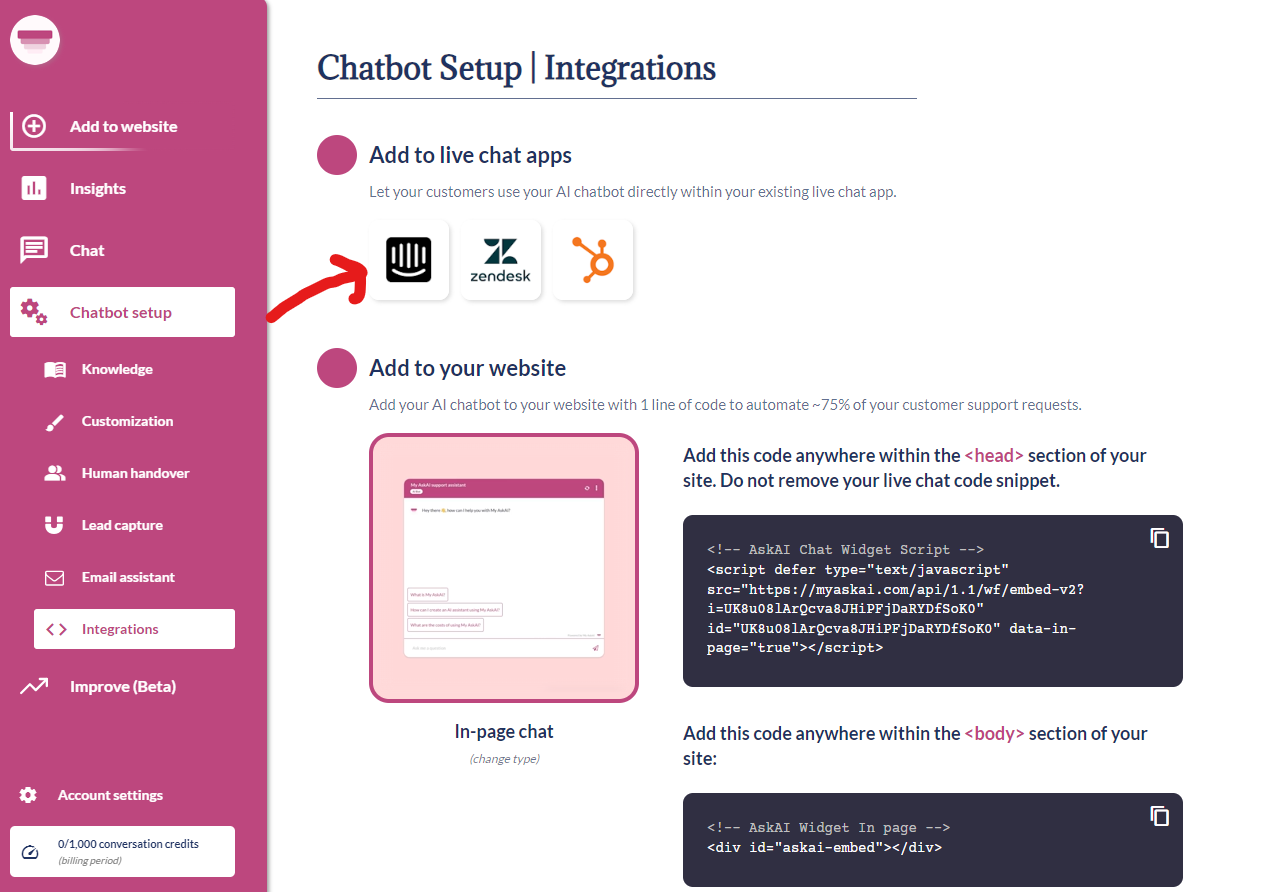 Chatbot Setup | Integrations
Add to website
Insights
Chat
Chatbot setup
Knowledge
Customization
Human handover
Lead capture
Email assistant
Integrations
Improve (Beta)
Account settings
0/1,000 conversation credits
(billing period)
Add to live chat apps
Let your customers use your AI chatbot directly within your existing live chat app.
zendesk
Add to your website
Add your AI chatbot to your website with 1 line of code to automate ~75% of your customer support requests.
My AskAI support assistant
Hey there 👋, how can I help you with My AskAI?
What is My AskAI?
How can I create an AI assistant using My AskAI?
What are the costs of using My AskAI?
Ask me a question
In-page chat
(change type)
Add this code anywhere within the <head> section of your
site. Do not remove your live chat code snippet.
<!-- AskAI Chat Widget Script -->
<script defer type="text/javascript"
src="https://myaskai.com/api/1.1/wf/embed-v2?
i=UK8u08lArQcva8JHiPFjDaRYDfSoK0"
id="UK8u08lArQcva8JHiPFjDaRYDfSoK0" data-in-
page="true"></script>
Add this code anywhere within the <body> section of your
site:
<!-- AskAI Widget In page -->
<div id="askai-embed"></div>